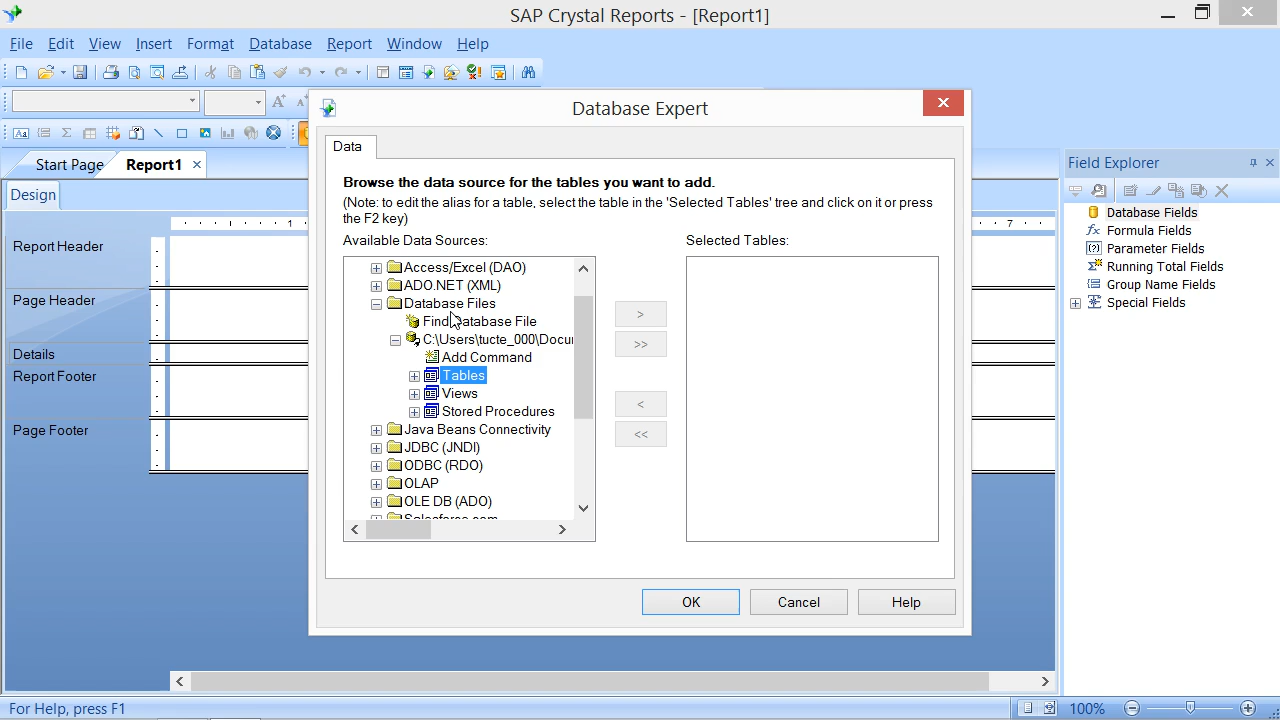 SAP Crystal Reports - [Report1]
File Edit View Insert Format Database Report Window Help
Start Page Report1
Design
1
7
Report Header
Page Header
Details
Report Footer
Page Footer
Database Expert
Data
Browse the data source for the tables you want to add.
(Note: to edit the alias for a table, select the table in the 'Selected Tables' tree and click on it or press
the F2 key)
Available Data Sources:
Selected Tables:
Access/Excel (DAO)
ADO.NET (XML)
Database Files
Find Database File
C:\Users\tucte_000\Docu
Add Command
Tables
Views
Stored Procedures
Java Beans Connectivity
JDBC (JNDI)
ODBC (RDO)
OLAP
OLE DB (ADO)
Salesforce.com
>
>>
<
<<
OK Cancel Help
Field Explorer
Database Fields
Formula Fields
Parameter Fields
Running Total Fields
Group Name Fields
Special Fields
For Help, press F1
100%